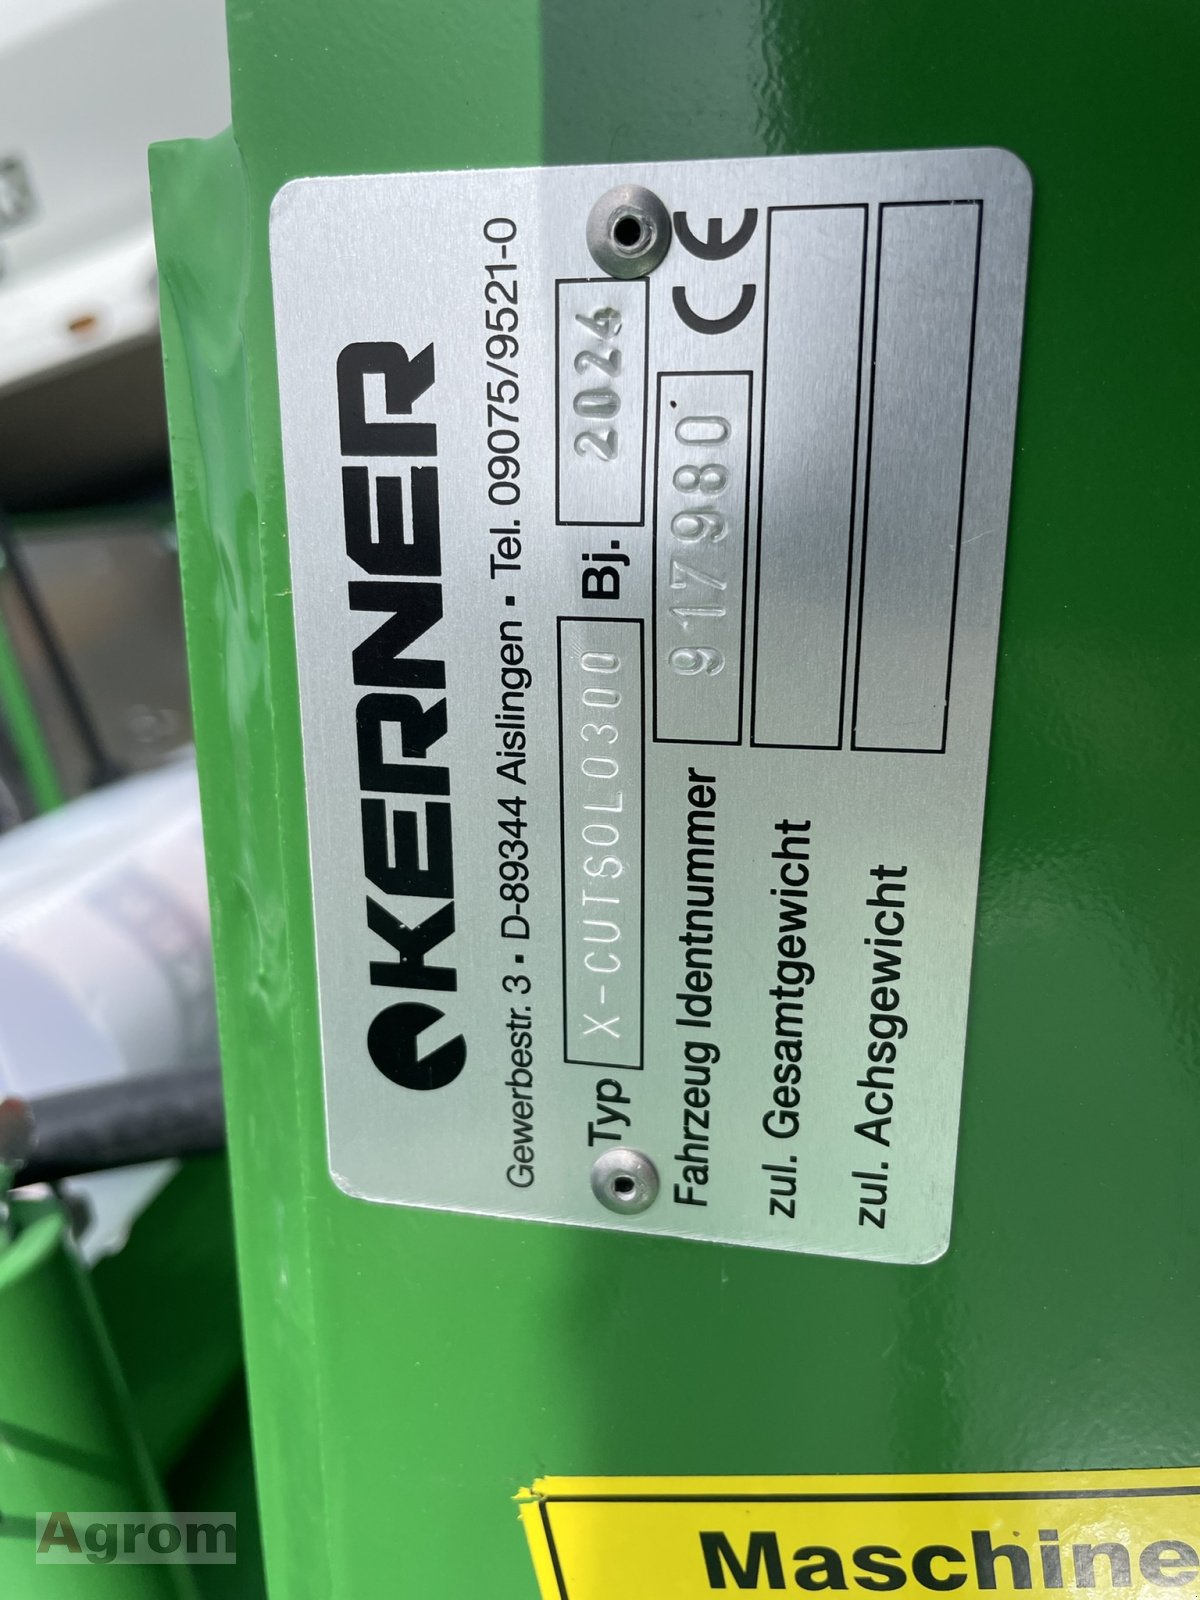 KERNER
Gewerbestr. 3 • D-89344 Aislingen • Tel. 09075/9521-0
Typ X-CUTSOLO300 Bj. 2024
Fahrzeug Identnummer 917980 CE
zul. Gesamtgewicht
zul. Achsgewicht
Maschine
Agrom